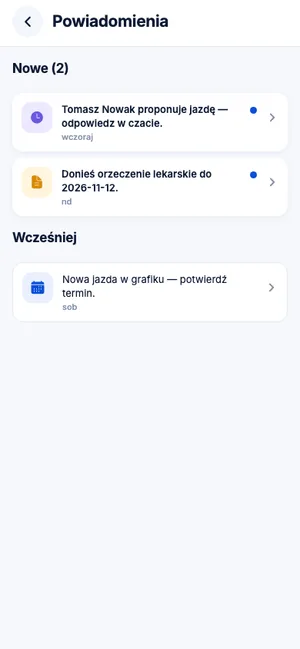 Powiadomienia
Nowe (2)
Tomasz Nowak proponuje jazdę —
odpowiedz w czacie.
wczoraj
Donieś orzeczenie lekarskie do
2026-11-12.
nd
Wcześniej
Nowa jazda w grafiku — potwierdź
termin.
sob